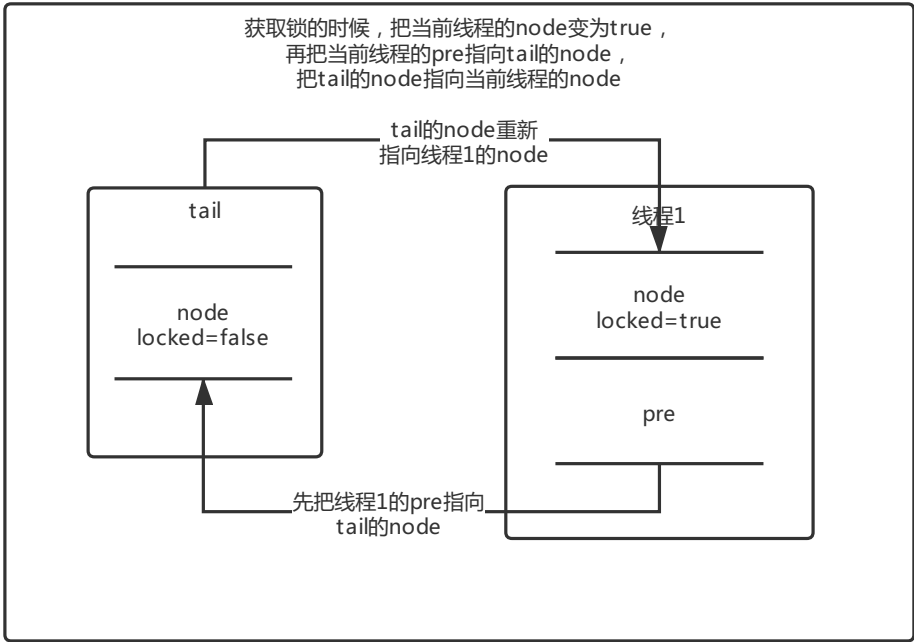 获取锁的时候，把当前线程的node变为true，
再把当前线程的pre指向tail的node，
把tail的node指向当前线程的node
tail的node重新
指向线程1的node
tail
线程1
node
locked=false
node
locked=true
pre
先把线程1的pre指向
tail的node